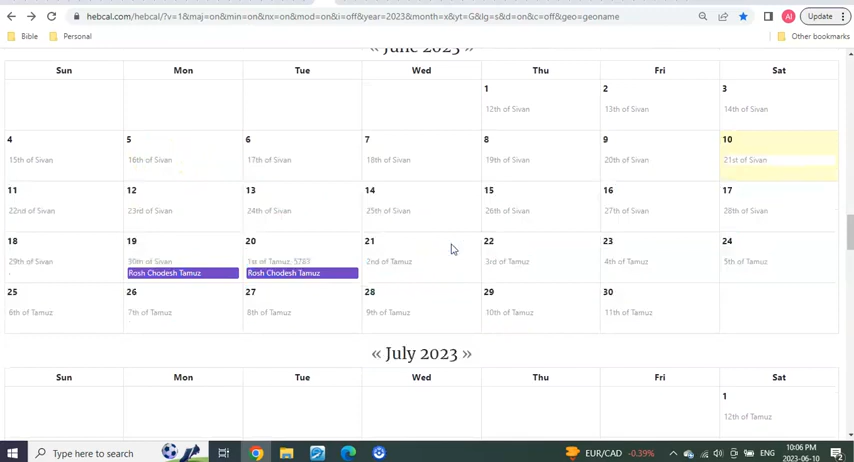 hebcal.com/hebcal/?v=1&maj=on&min=on&nx=on&mod=on&i=off&year=2023&month=x&yt=G&lg=s&d=on&c=off&geo=geoname
AI
Update
Bible Personal
Other bookmarks
« June 2023 »
Sun Mon Tue Wed Thu Fri Sat
1 2 3
12th of Sivan 13th of Sivan 14th of Sivan
4 5 6 7 8 9 10
15th of Sivan 16th of Sivan 17th of Sivan 18th of Sivan 19th of Sivan 20th of Sivan 21st of Sivan
11 12 13 14 15 16 17
22nd of Sivan 23rd of Sivan 24th of Sivan 25th of Sivan 26th of Sivan 27th of Sivan 28th of Sivan
18 19 20 21 22 23 24
29th of Sivan 30th of Sivan 1st of Tamuz, 5783 2nd of Tamuz 3rd of Tamuz 4th of Tamuz 5th of Tamuz
Rosh Chodesh Tamuz Rosh Chodesh Tamuz
25 26 27 28 29 30
6th of Tamuz 7th of Tamuz 8th of Tamuz 9th of Tamuz 10th of Tamuz 11th of Tamuz
« July 2023 »
Sun Mon Tue Wed Thu Fri Sat
1
12th of Tamuz
Type here to search
EUR/CAD -0.39%
ENG
10:06 PM
2023-06-10
2